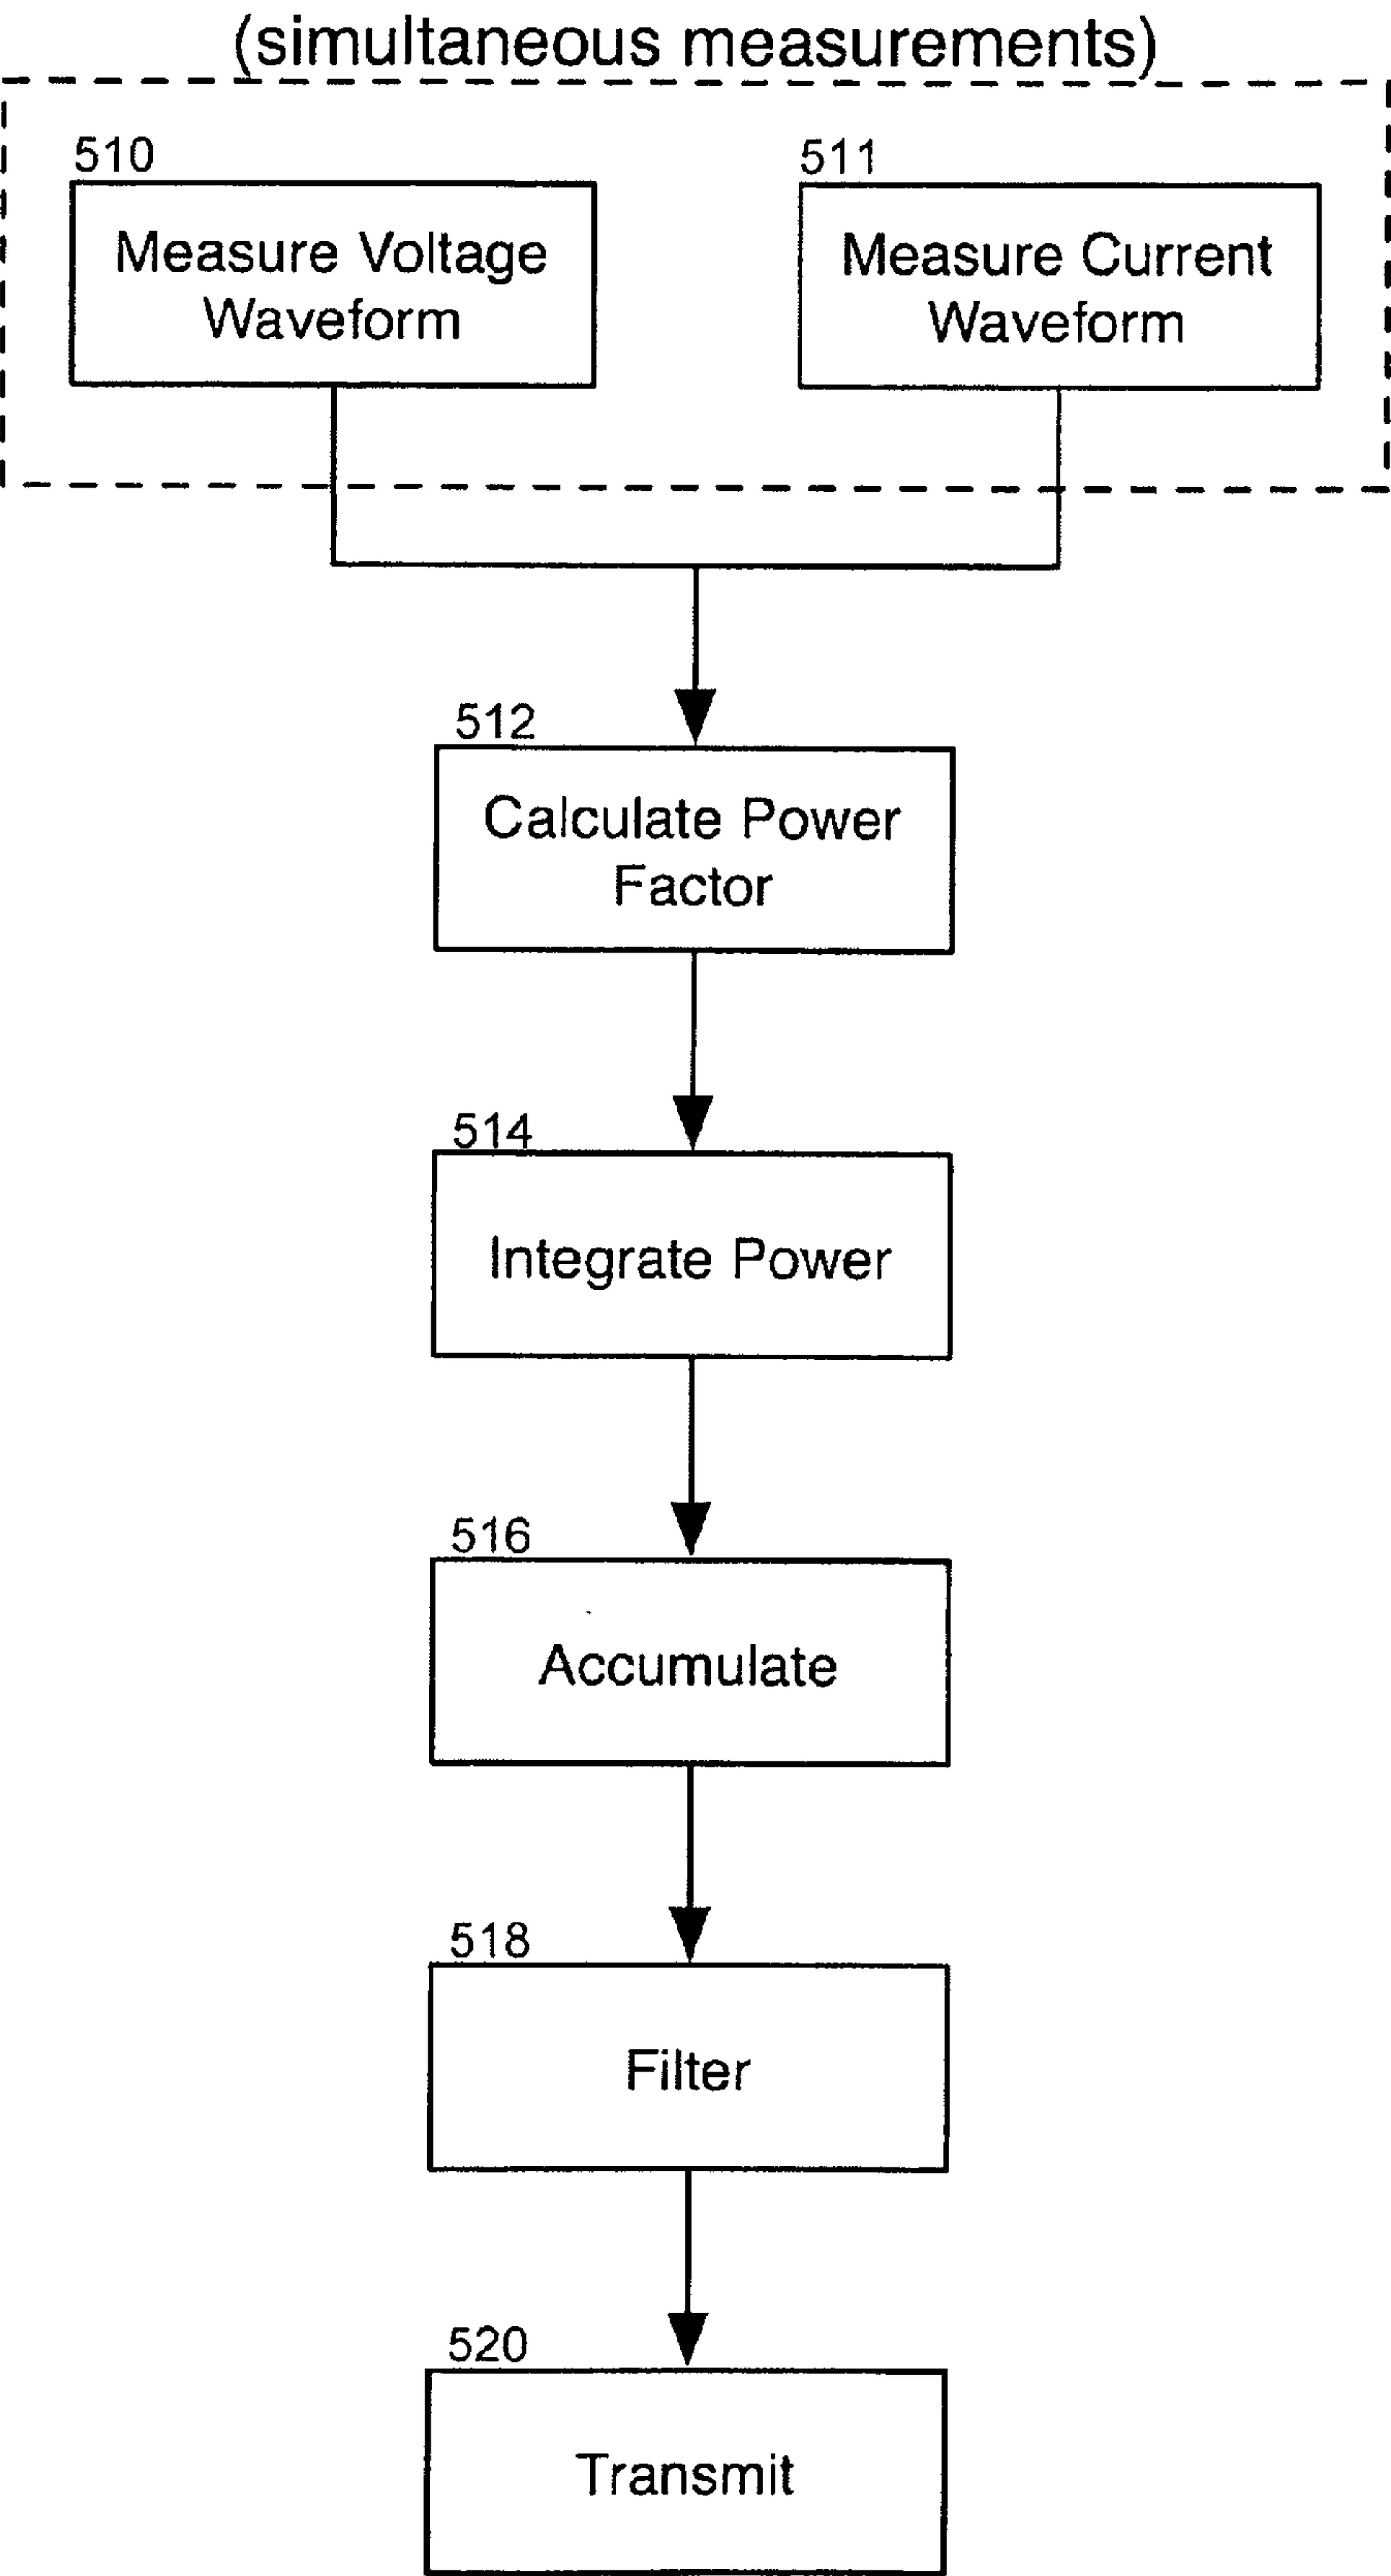 (simultaneous measurements)
510
Measure Voltage
Waveform
511
Measure Current
Waveform
512
Calculate Power
Factor
514
Integrate Power
516
Accumulate
518
Filter
520
Transmit